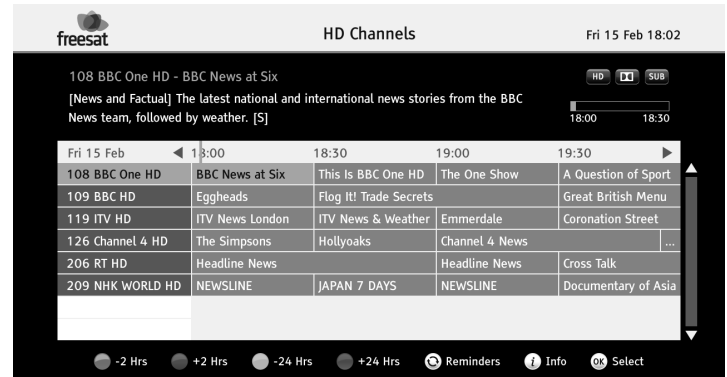 freesat HD Channels Fri 15 Feb 18:02
108 BBC One HD - BBC News at Six HD SUB
[News and Factual] The latest national and international news stories from the BBC
News team, followed by weather. [S] 18:00 18:30
Fri 15 Feb 18:00 18:30 19:00 19:30
108 BBC One HD BBC News at Six This Is BBC One HD The One Show A Question of Sport
109 BBC HD Eggheads Flog It! Trade Secrets Great British Menu
119 ITV HD ITV News London ITV News & Weather Emmerdale Coronation Street
126 Channel 4 HD The Simpsons Hollyoaks Channel 4 News ...
206 RT HD Headline News Headline News Cross Talk
209 NHK WORLD HD NEWSLINE JAPAN 7 DAYS NEWSLINE Documentary of Asia
-2 Hrs +2 Hrs -24 Hrs +24 Hrs Reminders i Info OK Select